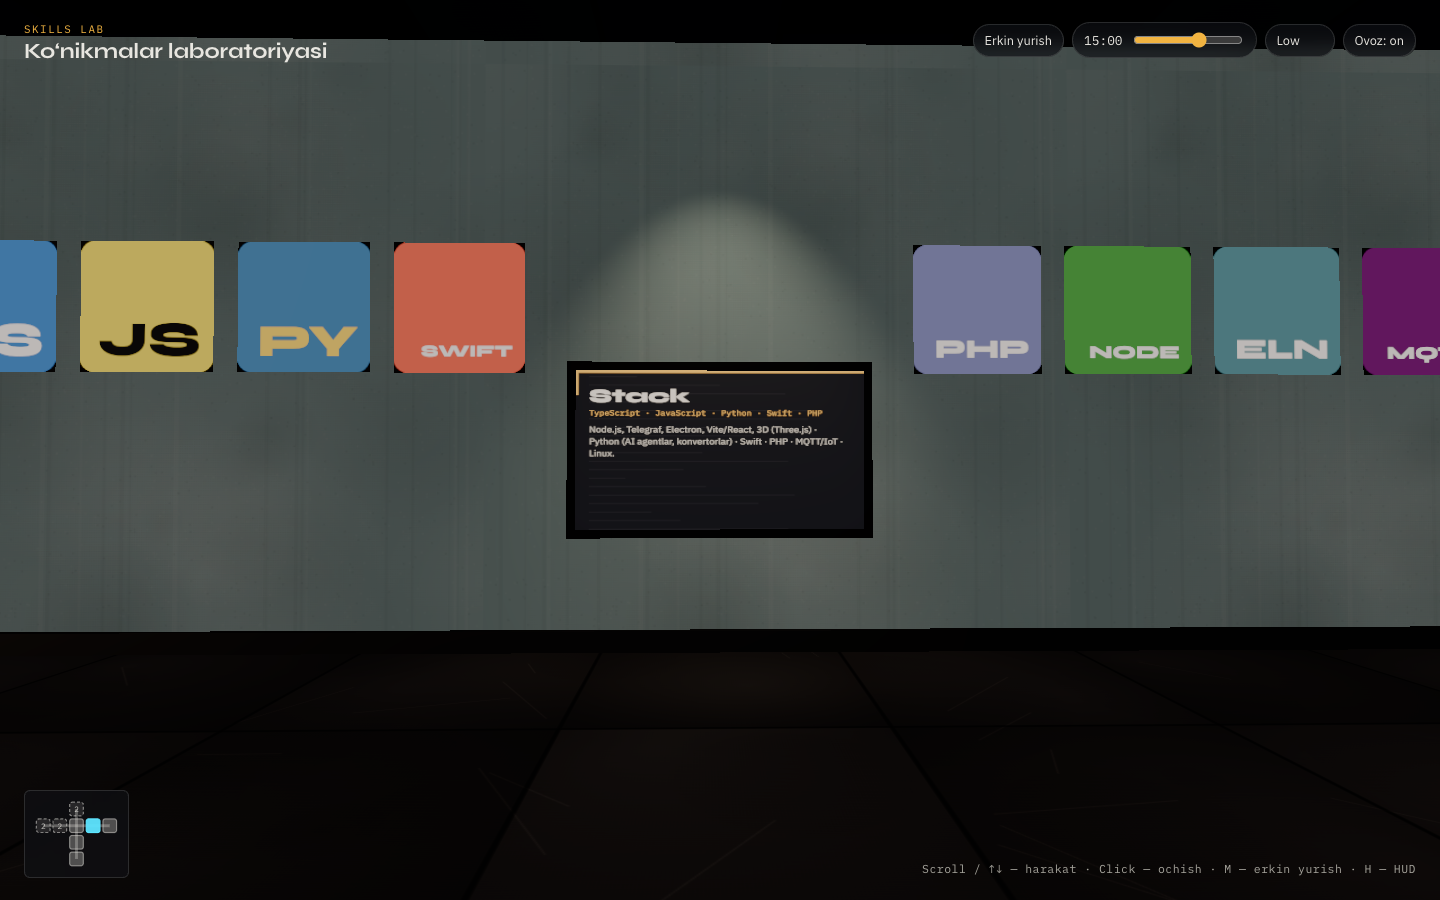 SKILLS LAB
Ko‘nikmalar laboratoriyasi
Erkin yurish
15:00
Low
Ovoz: on
S
JS
PY
SWIFT
PHP
NODE
ELN
MQT
Stack
TypeScript · JavaScript · Python · Swift · PHP
Node.js, Telegraf, Electron, Vite/React, 3D (Three.js) ·
Python (AI agentlar, konvertorlar) · Swift · PHP · MQTT/IoT ·
Linux.
Scroll / ↑↓ — harakat · Click — ochish · M — erkin yurish · H — HUD